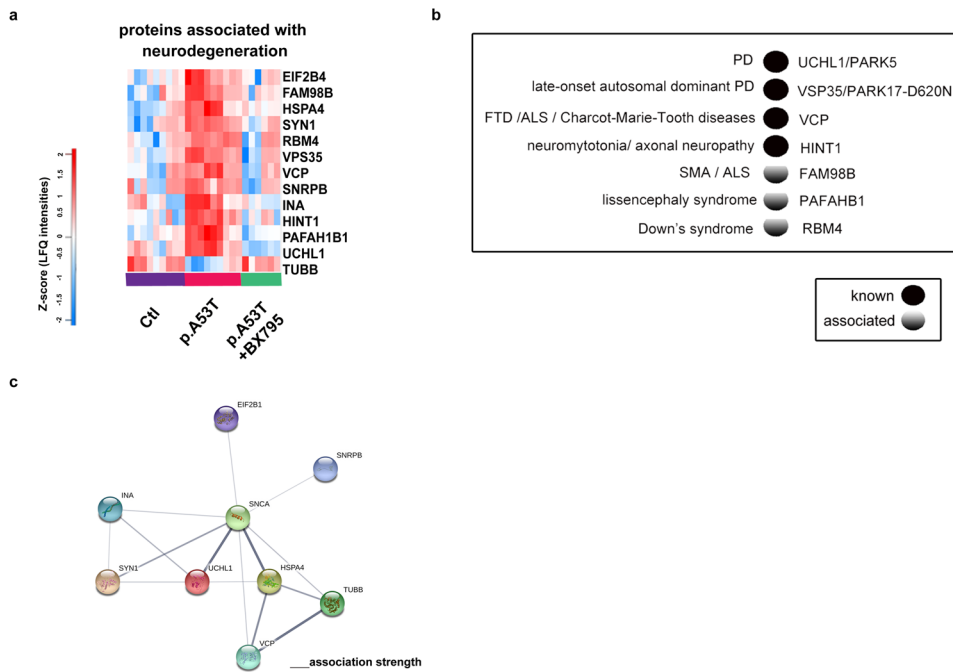 a
proteins associated with
neurodegeneration
EIF2B4
FAM98B
HSPA4
SYN1
RBM4
VPS35
VCP
SNRPB
INA
HINT1
PAFAH1B1
UCHL1
TUBB
Z-score (LFQ intensities)
2
1
0.5
0
-0.5
-1
-1.5
-2
Ctl
p.A53T
p.A53T
+BX795
b
PD UCHL1/PARK5
late-onset autosomal dominant PD VSP35/PARK17-D620N
FTD /ALS / Charcot-Marie-Tooth diseases VCP
neuromytotonia/ axonal neuropathy HINT1
SMA / ALS FAM98B
lissencephaly syndrome PAFAHB1
Down's syndrome RBM4
known
associated
c
EIF2B1
SNRPB
INA
SNCA
SYN1
UCHL1
HSPA4
TUBB
VCP
___association strength